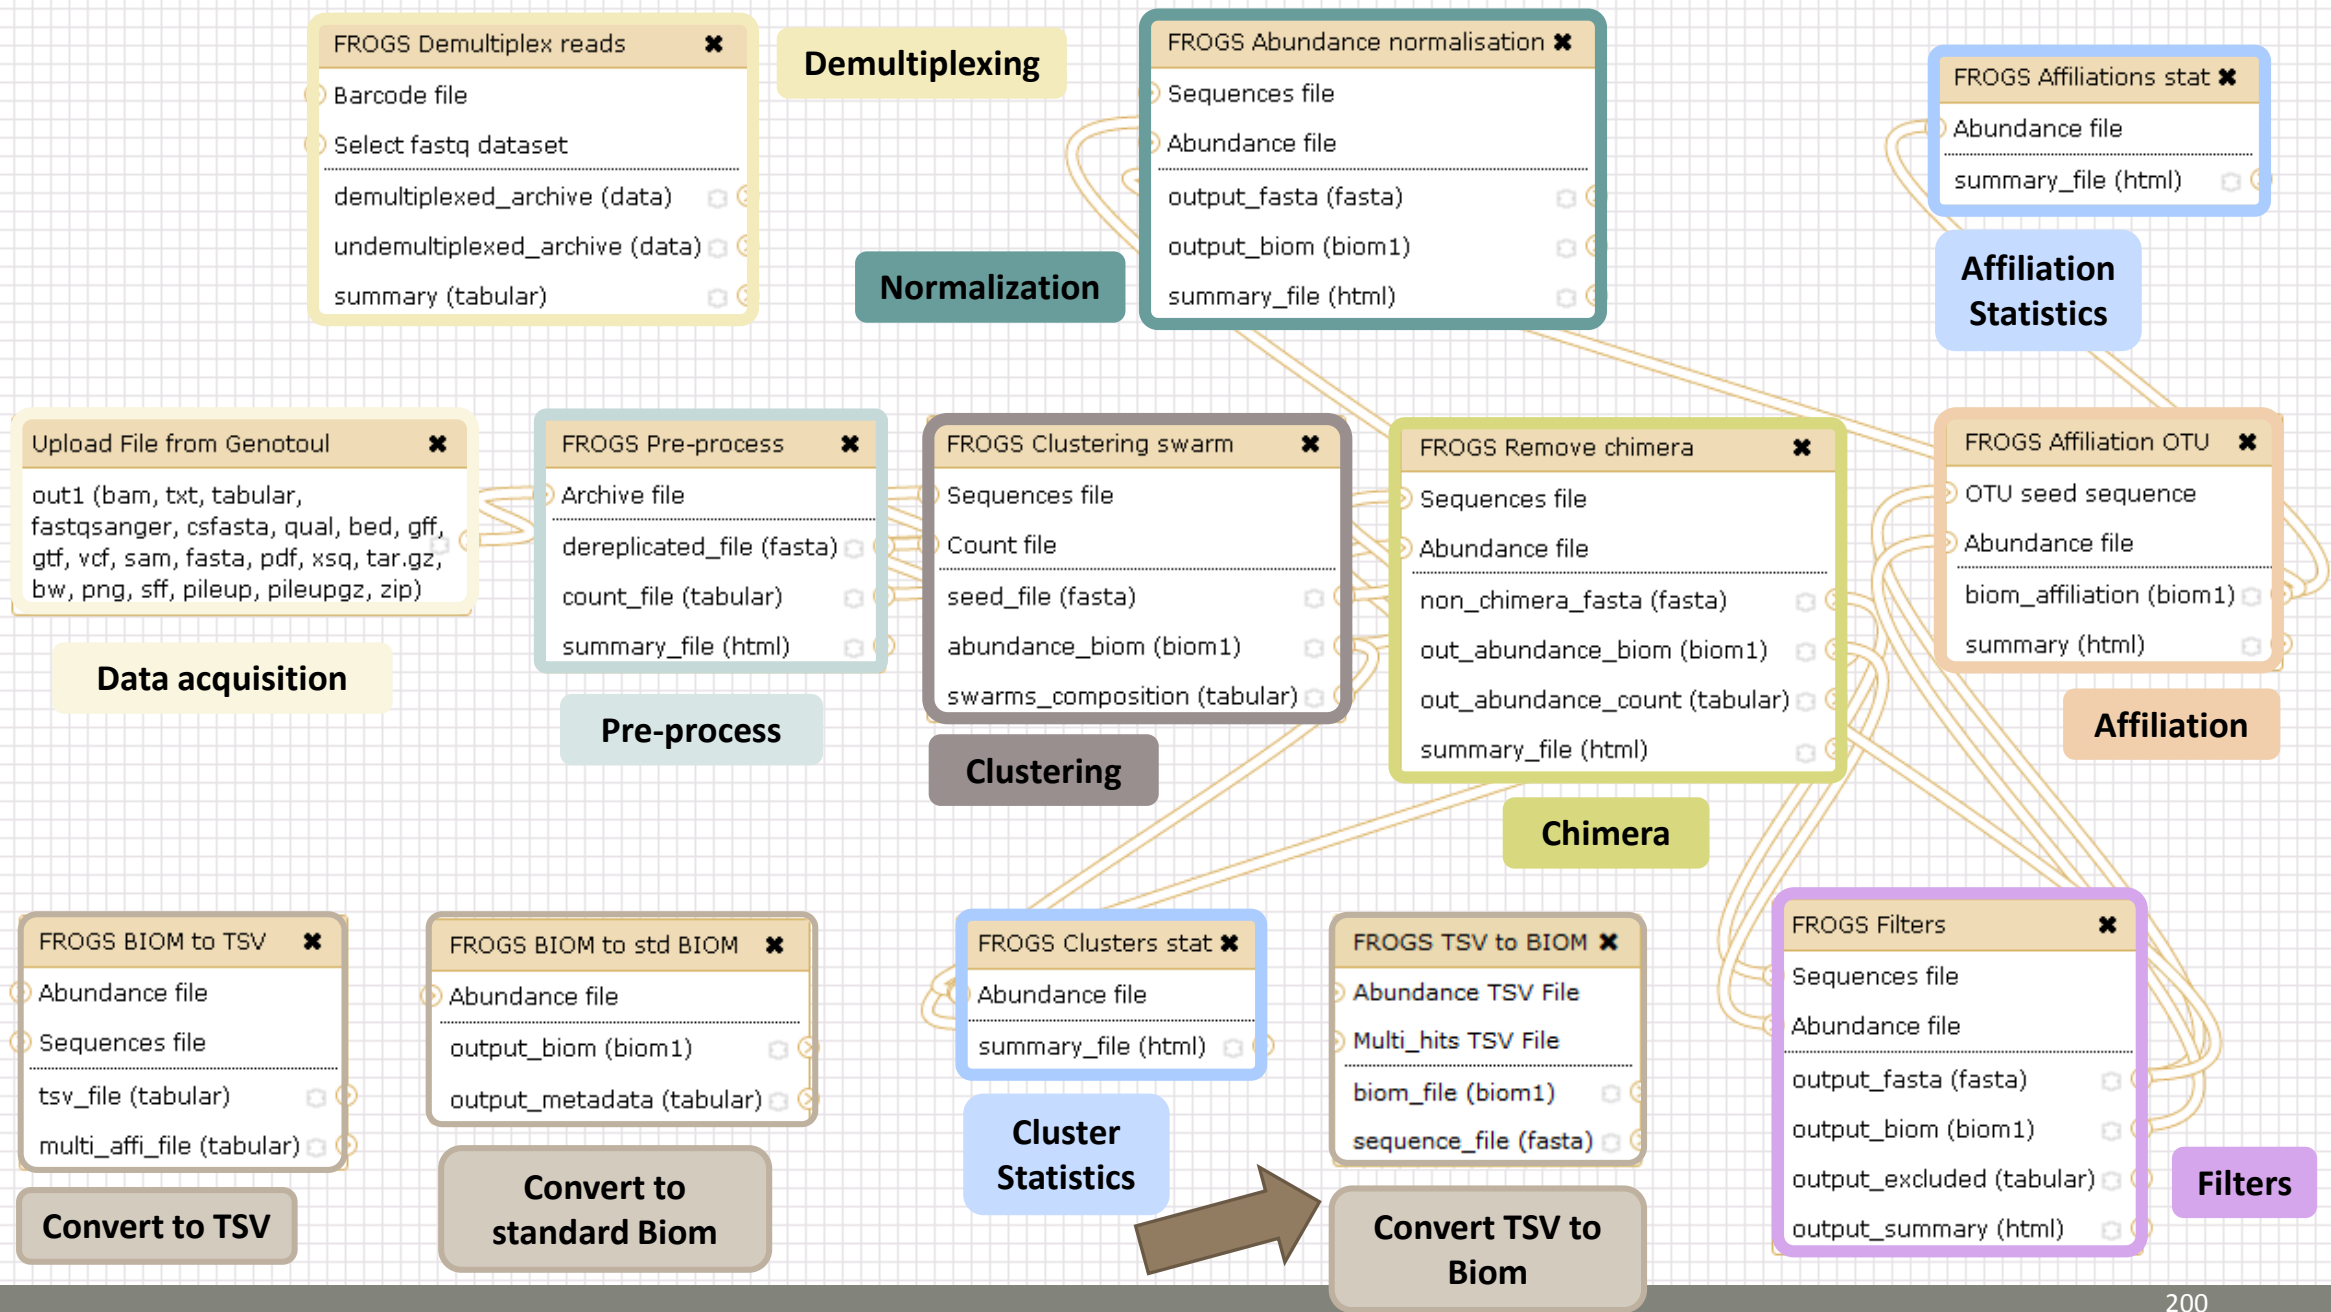 FROGS Demultiplex reads
Barcode file
Select fastq dataset
demultiplexed_archive (data)
undemultiplexed_archive (data)
summary (tabular)
Demultiplexing
FROGS Abundance normalisation
Sequences file
Abundance file
output_fasta (fasta)
output_biom (biom1)
summary_file (html)
Normalization
FROGS Affiliations stat
Abundance file
summary_file (html)
Affiliation
Statistics
Upload File from Genotoul
out1 (bam, txt, tabular,
fastqsanger, csfasta, qual, bed, gff,
gtf, vcf, sam, fasta, pdf, xsq, tar.gz,
bw, png, sff, pileup, pileupgz, zip)
Data acquisition
FROGS Pre-process
Archive file
dereplicated_file (fasta)
count_file (tabular)
summary_file (html)
Pre-process
FROGS Clustering swarm
Sequences file
Count file
seed_file (fasta)
abundance_biom (biom1)
swarms_composition (tabular)
Clustering
FROGS Remove chimera
Sequences file
Abundance file
non_chimera_fasta (fasta)
out_abundance_biom (biom1)
out_abundance_count (tabular)
summary_file (html)
Chimera
FROGS Affiliation OTU
OTU seed sequence
Abundance file
biom_affiliation (biom1)
summary (html)
Affiliation
FROGS BIOM to TSV
Abundance file
Sequences file
tsv_file (tabular)
multi_affi_file (tabular)
Convert to TSV
FROGS BIOM to std BIOM
Abundance file
output_biom (biom1)
output_metadata (tabular)
Convert to
standard Biom
FROGS Clusters stat
Abundance file
summary_file (html)
Cluster
Statistics
FROGS TSV to BIOM
Abundance TSV File
Multi_hits TSV File
biom_file (biom1)
sequence_file (fasta)
Convert TSV to
Biom
FROGS Filters
Sequences file
Abundance file
output_fasta (fasta)
output_biom (biom1)
output_excluded (tabular)
output_summary (html)
Filters
200